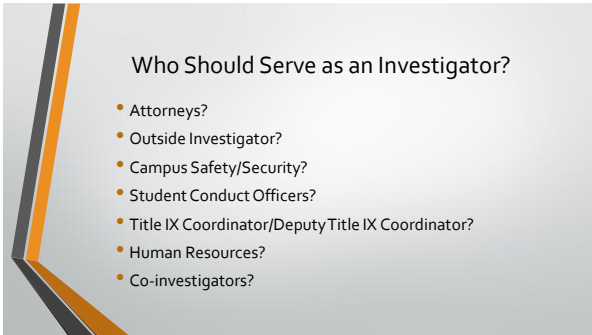 Who Should Serve as an Investigator?
• Attorneys?
• Outside Investigator?
• Campus Safety/Security?
• Student Conduct Officers?
• Title IX Coordinator/Deputy Title IX Coordinator?
• Human Resources?
• Co-investigators?